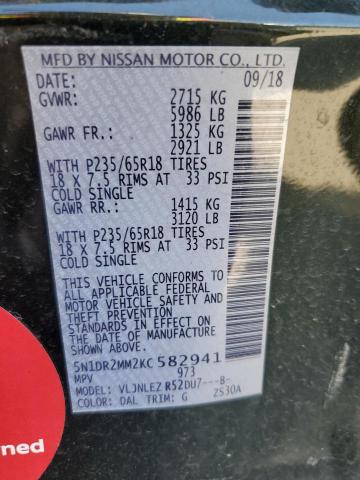 MFD BY NISSAN MOTOR CO., LTD.
DATE: 09/18
GVWR: 2715 KG
5986 LB
GAWR FR.: 1325 KG
2921 LB
WITH P235/65R18 TIRES
18 X 7.5 RIMS AT 33 PSI
COLD SINGLE
GAWR RR.: 1415 KG
3120 LB
WITH P235/65R18 TIRES
18 X 7.5 RIMS AT 33 PSI
COLD SINGLE
THIS VEHICLE CONFORMS TO
ALL APPLICABLE FEDERAL
MOTOR VEHICLE SAFETY AND
THEFT PREVENTION
STANDARDS IN EFFECT ON
THE DATE OF MANUFACTURE
SHOWN ABOVE.
5N1DR2MM2KC 582941
MPV 973
MODEL: VLJNLEZ R52DU7---B-
COLOR: DAL TRIM: G 2S30A
ned